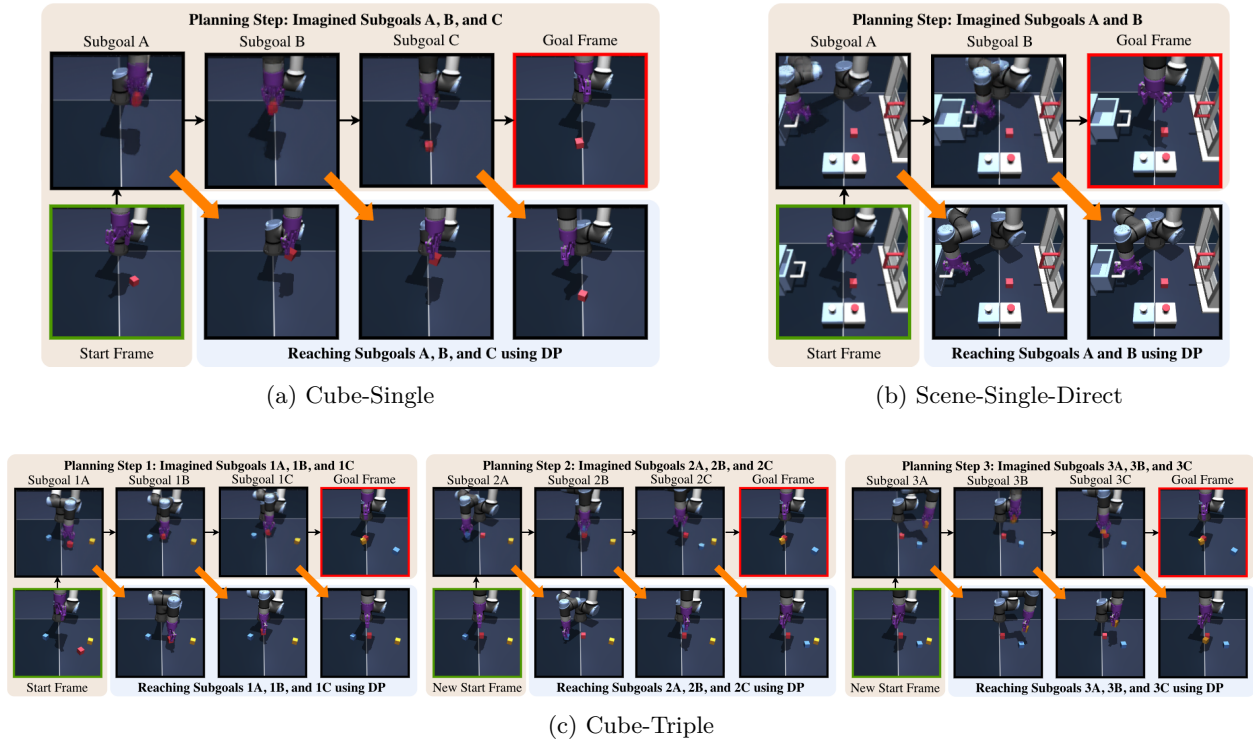 Planning Step: Imagined Subgoals A, B, and C
Subgoal A
Subgoal B
Subgoal C
Goal Frame
Start Frame
Reaching Subgoals A, B, and C using DP
(a) Cube-Single
Planning Step: Imagined Subgoals A and B
Subgoal A
Subgoal B
Goal Frame
Start Frame
Reaching Subgoals A and B using DP
(b) Scene-Single-Direct
Planning Step 1: Imagined Subgoals 1A, 1B, and 1C
Subgoal 1A
Subgoal 1B
Subgoal 1C
Goal Frame
Start Frame
Reaching Subgoals 1A, 1B, and 1C using DP
Planning Step 2: Imagined Subgoals 2A, 2B, and 2C
Subgoal 2A
Subgoal 2B
Subgoal 2C
Goal Frame
New Start Frame
Reaching Subgoals 2A, 2B, and 2C using DP
Planning Step 3: Imagined Subgoals 3A, 3B, and 3C
Subgoal 3A
Subgoal 3B
Subgoal 3C
Goal Frame
New Start Frame
Reaching Subgoals 3A, 3B, and 3C using DP
(c) Cube-Triple